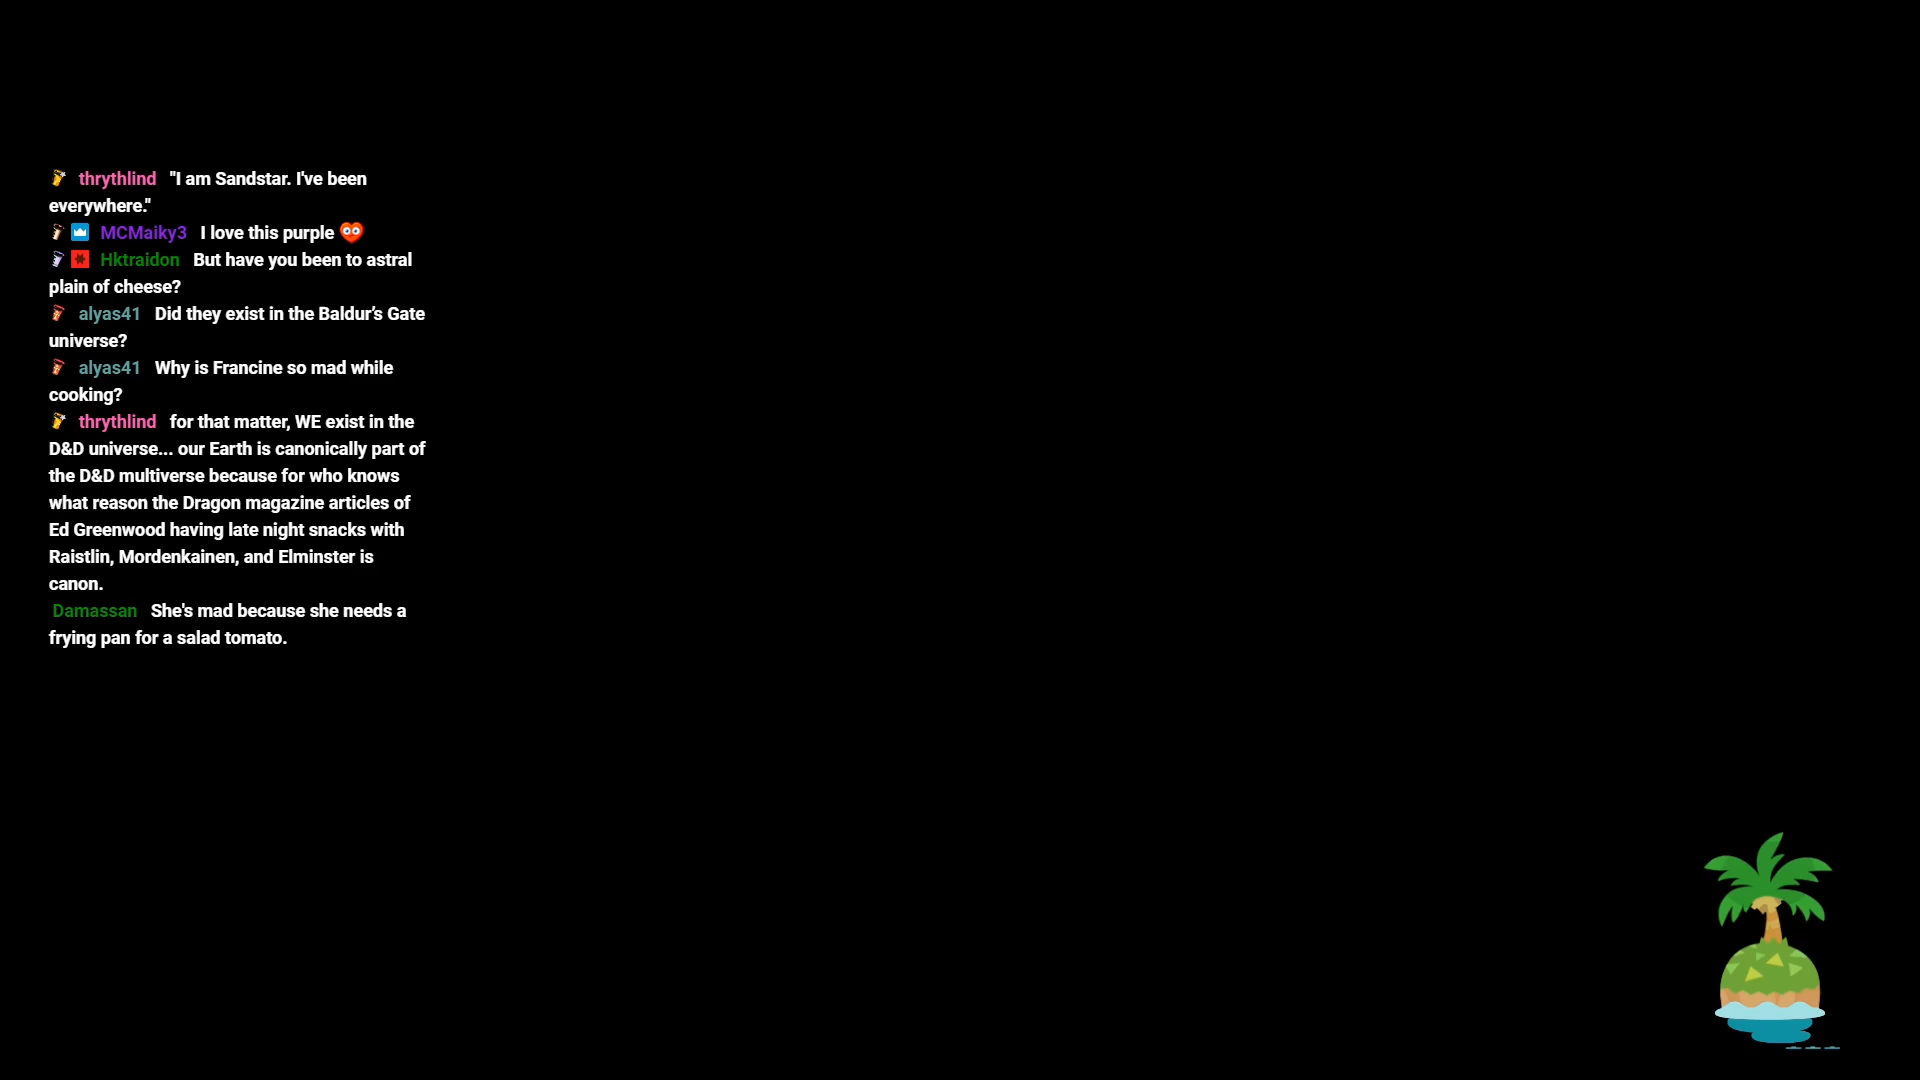 thrythlind "I am Sandstar. I've been
everywhere."
MCMaiky3 I love this purple
Hktraidon But have you been to astral
plain of cheese?
alyas41 Did they exist in the Baldur's Gate
universe?
alyas41 Why is Francine so mad while
cooking?
thrythlind for that matter, WE exist in the
D&D universe... our Earth is canonically part of
the D&D multiverse because for who knows
what reason the Dragon magazine articles of
Ed Greenwood having late night snacks with
Raistlin, Mordenkainen, and Elminster is
canon.
Damassan She's mad because she needs a
frying pan for a salad tomato.